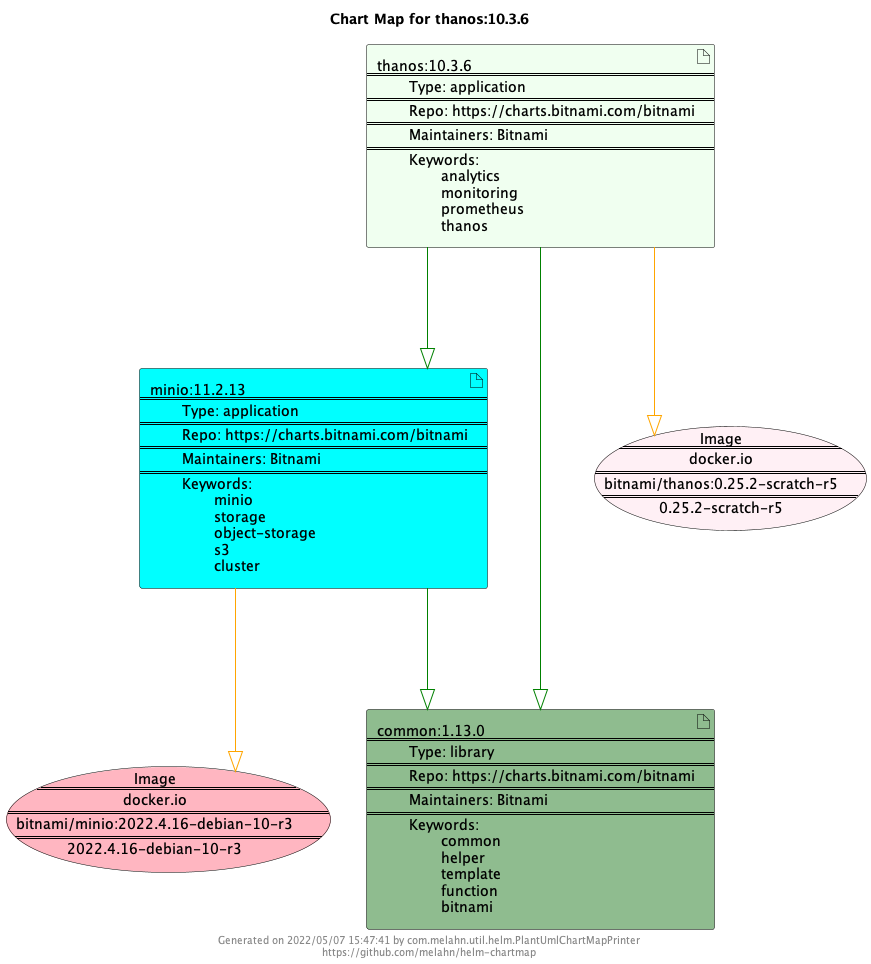 Chart Map for thanos:10.3.6
thanos:10.3.6
Type: application
Repo: https://charts.bitnami.com/bitnami
Maintainers: Bitnami
Keywords:
analytics
monitoring
prometheus
thanos
minio:11.2.13
Type: application
Repo: https://charts.bitnami.com/bitnami
Maintainers: Bitnami
Keywords:
minio
storage
object-storage
s3
cluster
Image
docker.io
bitnami/thanos:0.25.2-scratch-r5
0.25.2-scratch-r5
common:1.13.0
Type: library
Repo: https://charts.bitnami.com/bitnami
Maintainers: Bitnami
Keywords:
common
helper
template
function
bitnami
Image
docker.io
bitnami/minio:2022.4.16-debian-10-r3
2022.4.16-debian-10-r3
Generated on 2022/05/07 15:47:41 by com.melahn.util.helm.PlantUmlChartMapPrinter
https://github.com/melahn/helm-chartmap